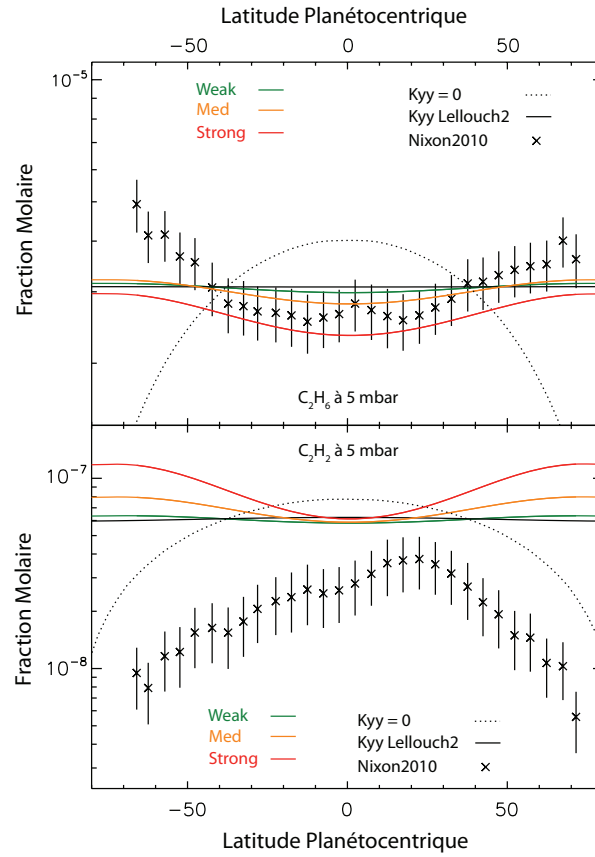 Latitude Planétocentrique
−50 0 50
10⁻⁵
Weak
Med
Strong
Kyy = 0
Kyy Lellouch2
Nixon2010
Fraction Molaire
C₂H₆ à 5 mbar
C₂H₂ à 5 mbar
10⁻⁷
Fraction Molaire
10⁻⁸
Weak
Med
Strong
Kyy = 0
Kyy Lellouch2
Nixon2010
−50 0 50
Latitude Planétocentrique